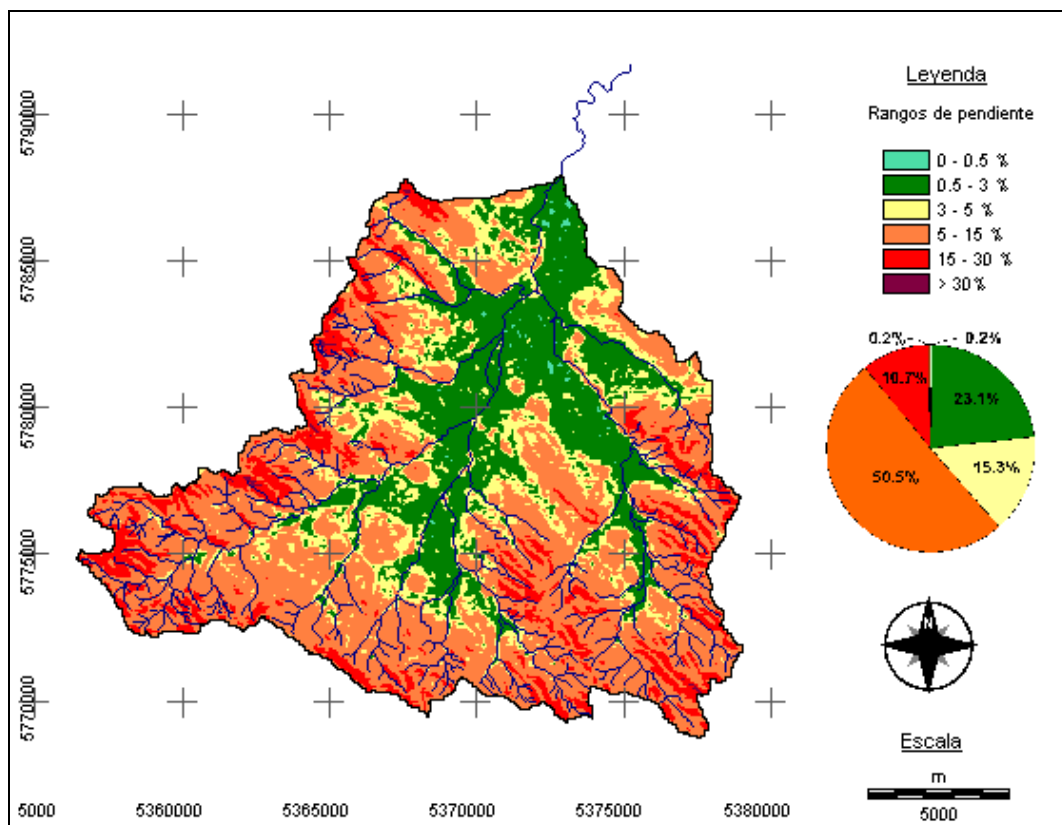 Leyenda
Rangos de pendiente
0 - 0.5 %
0.5 - 3 %
3 - 5 %
5 - 15 %
15 - 30 %
> 30 %
0.2%
0.2%
10.7%
23.1%
15.3%
50.5%
Escala
m
5000
5790000
5785000
5780000
5775000
5770000
5000
5360000
5365000
5370000
5375000
5380000